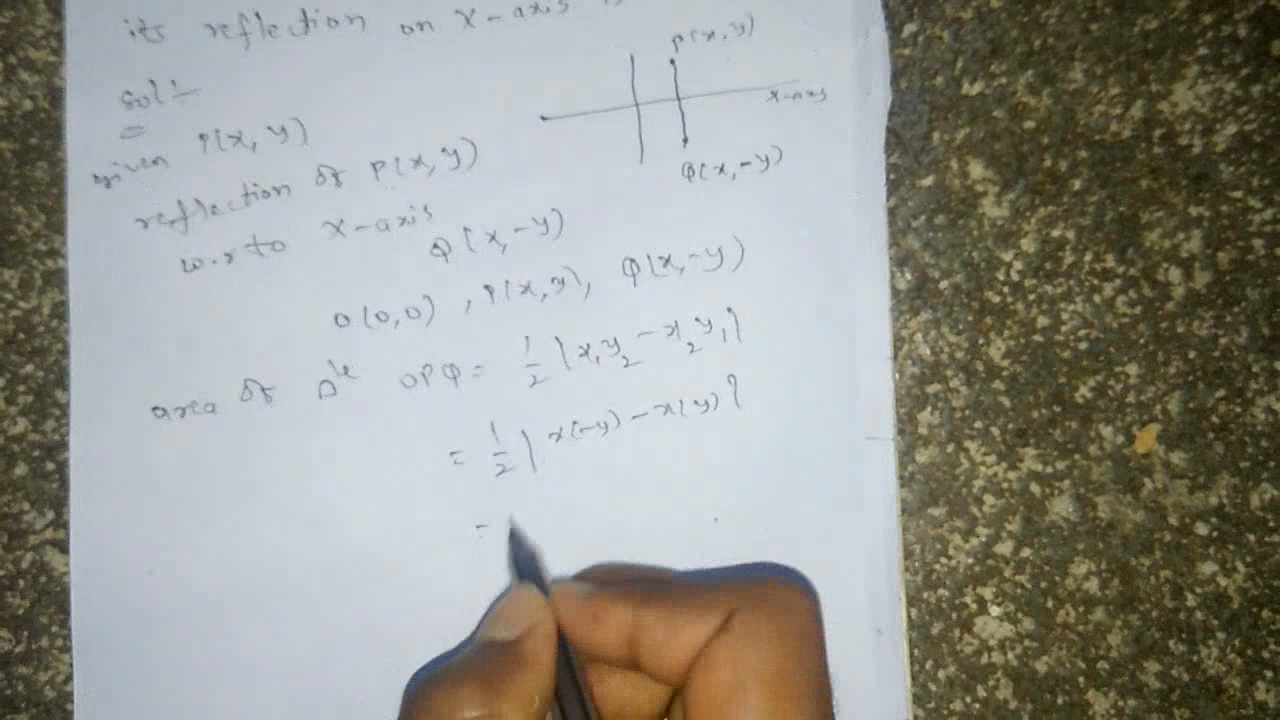 its reflection on x-axis is
P(x, y)
x-axis
Q(x, -y)
Sol:-
given P(x, y)
reflection of P(x, y)
w.r to x-axis
Q(x, -y)
O(0,0), P(x, y), Q(x, -y)
area of Δle OPQ = 1/2 |x₁y₂ - x₂y₁|
= 1/2 |x(-y) - x(y)|
=